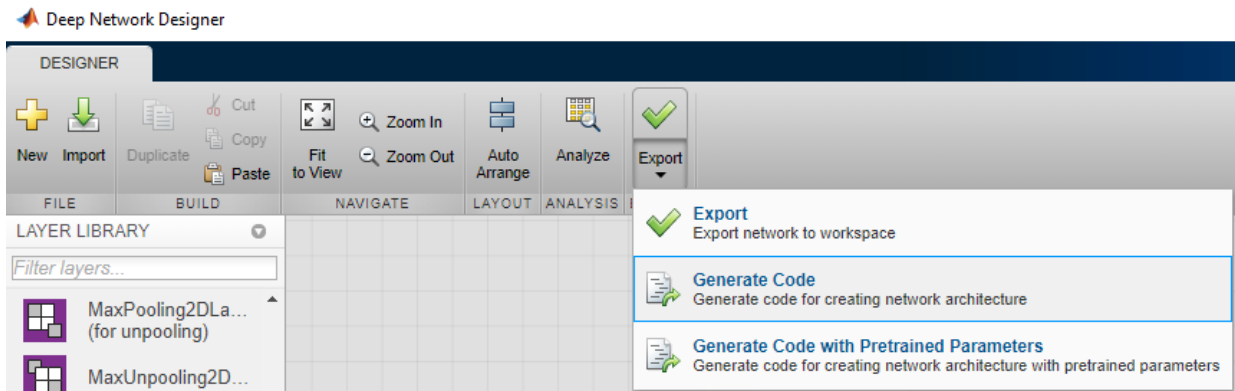 Deep Network Designer
DESIGNER
New
Import
Duplicate
Cut
Copy
Paste
Fit
to View
Zoom In
Zoom Out
Auto
Arrange
Analyze
Export
FILE
BUILD
NAVIGATE
LAYOUT
ANALYSIS
Export
Export network to workspace
Generate Code
Generate code for creating network architecture
Generate Code with Pretrained Parameters
Generate code for creating network architecture with pretrained parameters
LAYER LIBRARY
Filter layers...
MaxPooling2DLa...
(for unpooling)
MaxUnpooling2D...